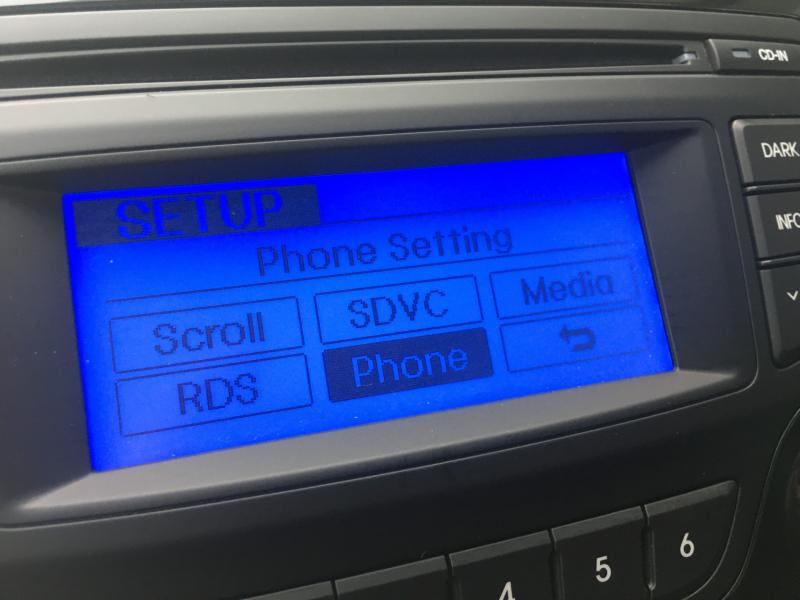 CD-IN
DARK
INFO
SETUP
Phone Setting
Scroll SDVC Media
RDS Phone
4 5 6